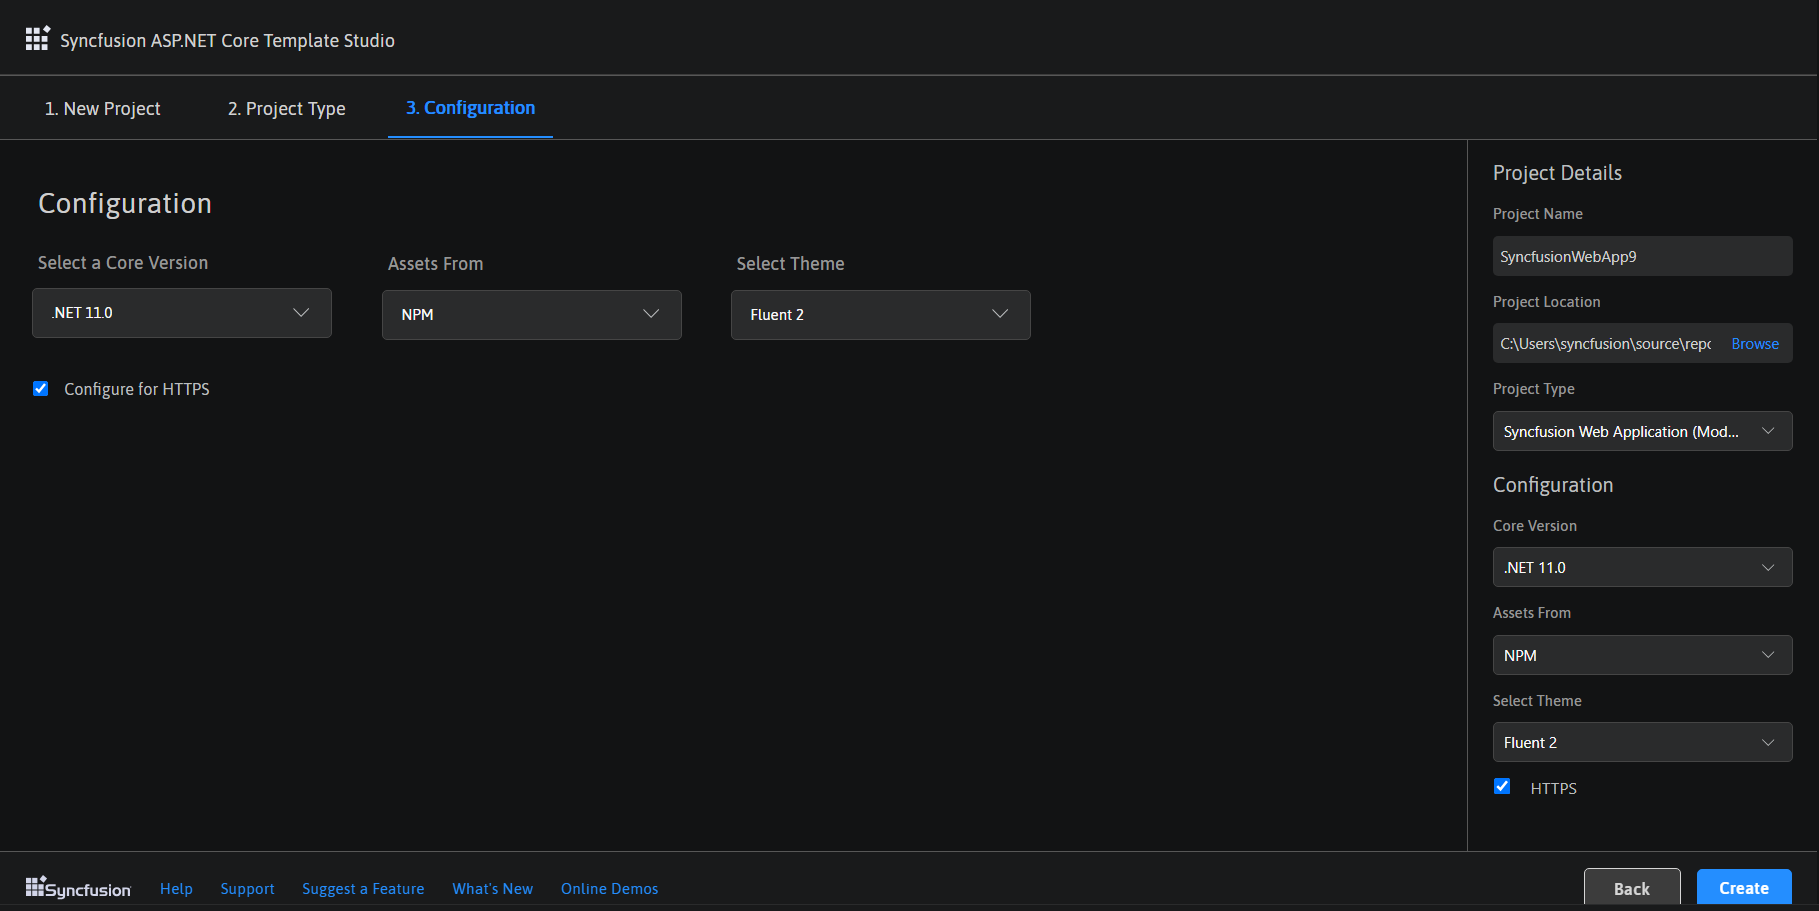 Syncfusion ASP.NET Core Template Studio
1. New Project
2. Project Type
3. Configuration
Configuration
Select a Core Version
Assets From
Select Theme
.NET 11.0
NPM
Fluent 2
Configure for HTTPS
Project Details
Project Name
SyncfusionWebApp9
Project Location
C:\Users\syncfusion\source\repo Browse
Project Type
Syncfusion Web Application (Mod...
Configuration
Core Version
.NET 11.0
Assets From
NPM
Select Theme
Fluent 2
HTTPS
Syncfusion
Help
Support
Suggest a Feature
What's New
Online Demos
Back
Create